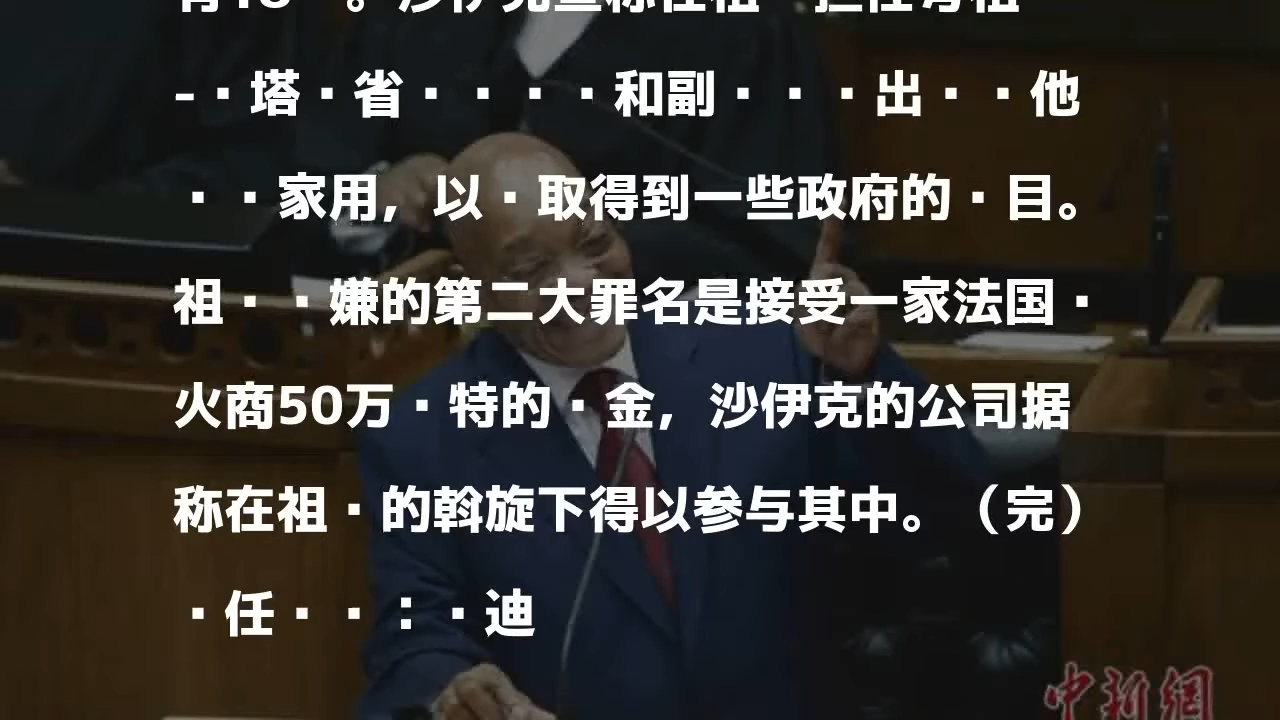 -·塔·省····和副···出··他
··家用，以·取得到一些政府的·目。
祖··嫌的第二大罪名是接受一家法国·
火商50万·特的·金，沙伊克的公司据
称在祖·的斡旋下得以参与其中。（完）
·任··：·迪
中新網